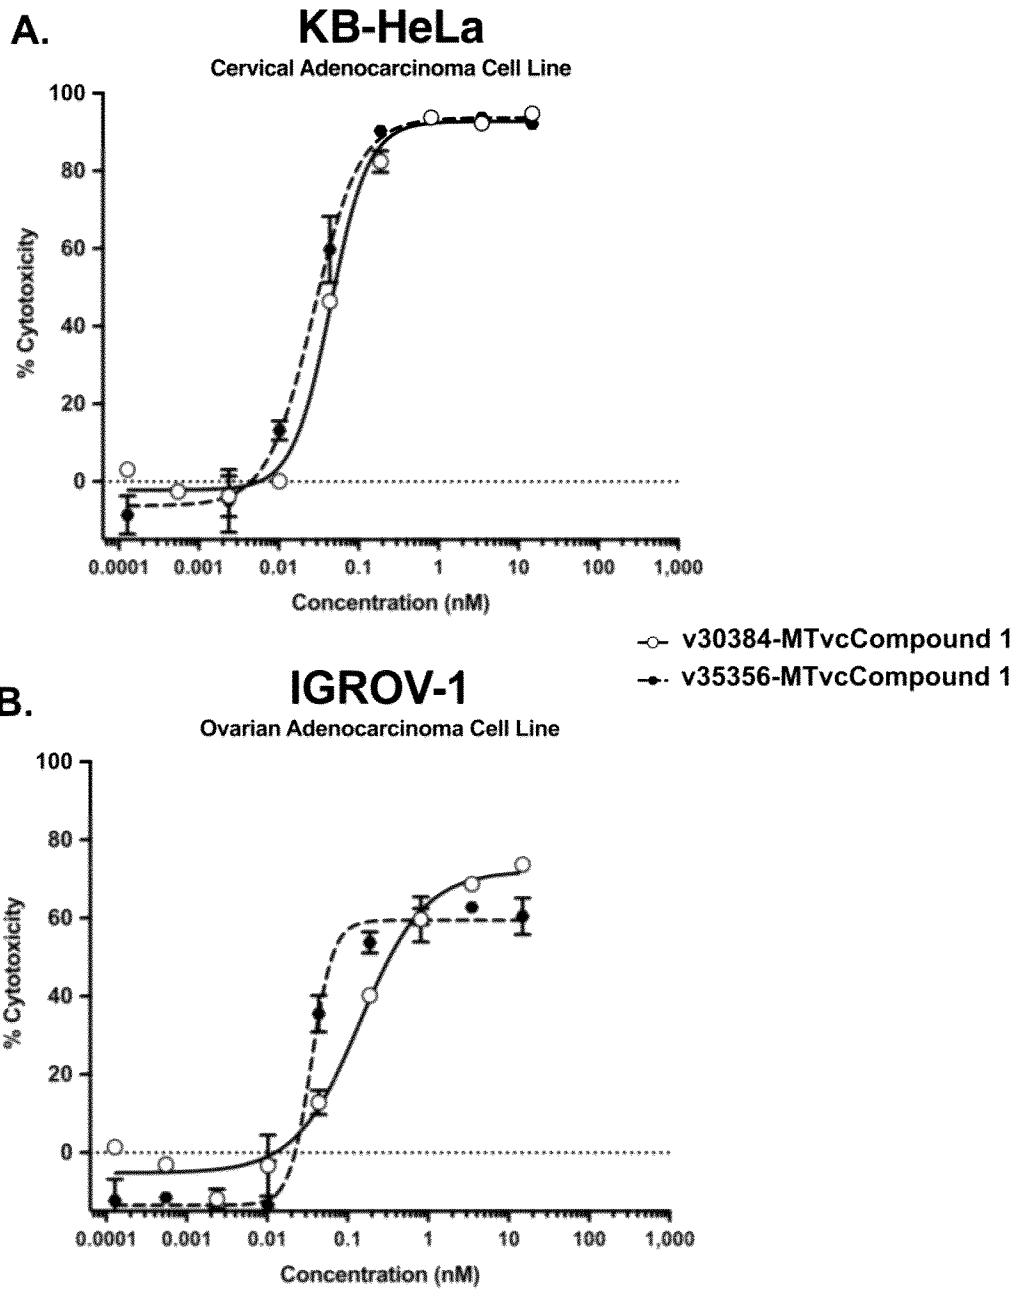 A.
KB-HeLa
Cervical Adenocarcinoma Cell Line
100
80
60
40
20
0
% Cytotoxicity
0.0001 0.001 0.01 0.1 1 10 100 1,000
Concentration (nM)
v30384-MTvcCompound 1
v35356-MTvcCompound 1
B.
IGROV-1
Ovarian Adenocarcinoma Cell Line
100
80
60
40
20
0
% Cytotoxicity
0.0001 0.001 0.01 0.1 1 10 100 1,000
Concentration (nM)